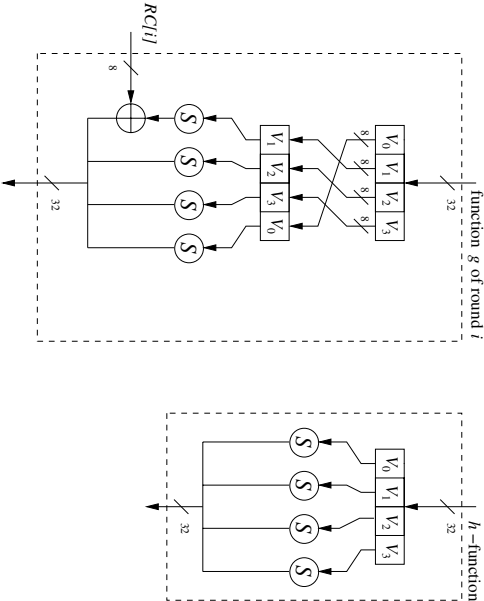 function g of round i
32
V₀ V₁ V₂ V₃
8 8 8 8
V₁ V₂ V₃ V₀
S S S S
RC[i]
8
32
h –function
32
V₀ V₁ V₂ V₃
S S S S
32